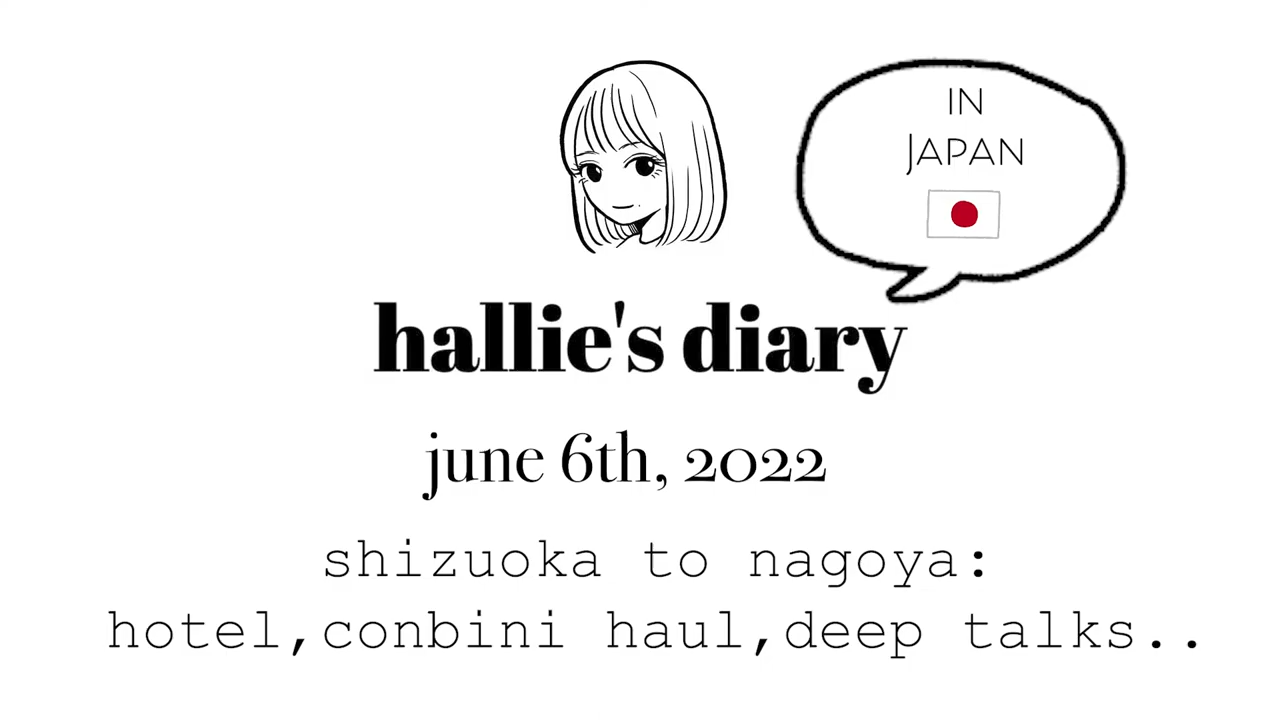 IN
JAPAN
hallie's diary
june 6th, 2022
shizuoka to nagoya:
hotel,conbini haul,deep talks..